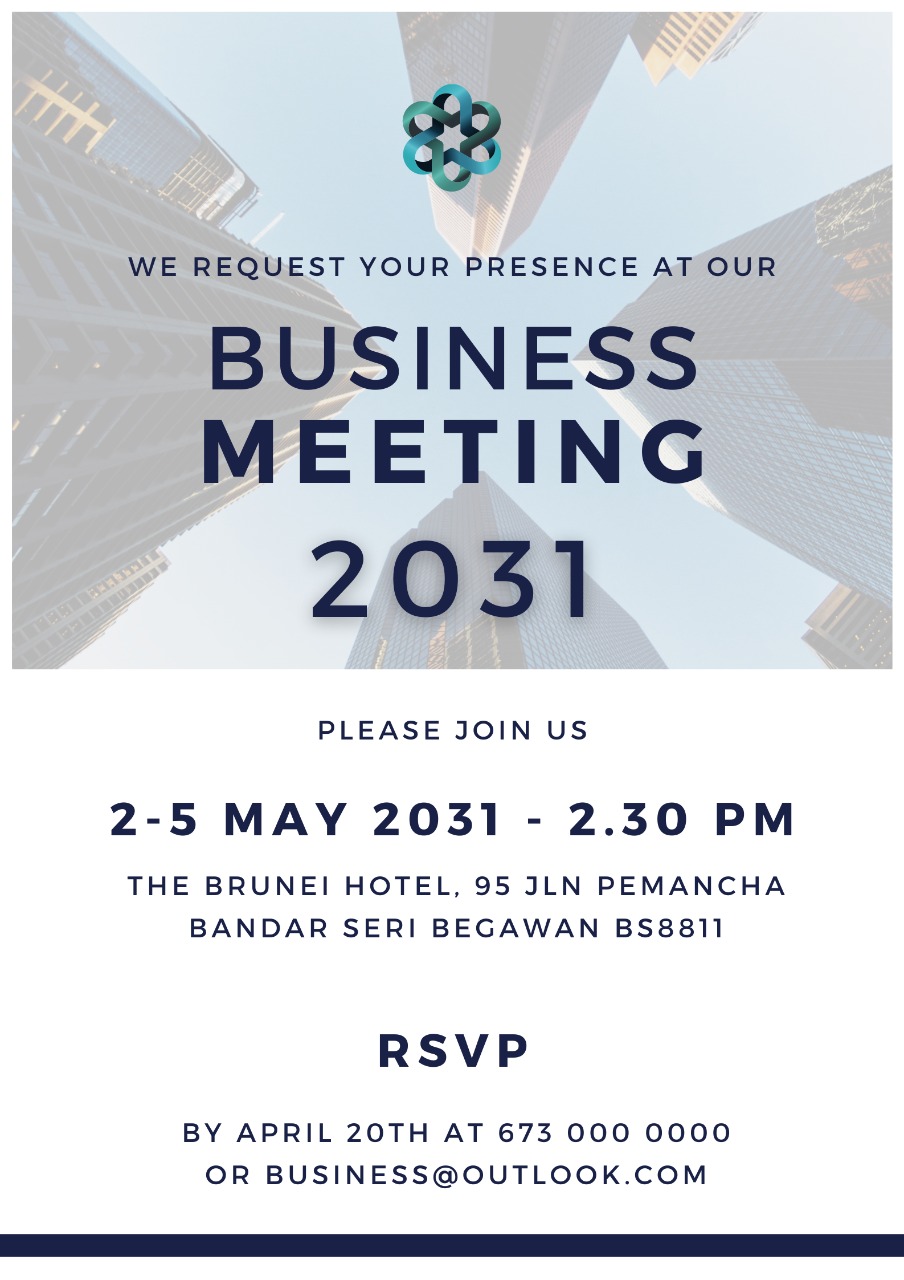 WE REQUEST YOUR PRESENCE AT OUR
BUSINESS
MEETING
2031
PLEASE JOIN US
2-5 MAY 2031 - 2.30 PM
THE BRUNEI HOTEL, 95 JLN PEMANCHA
BANDAR SERI BEGAWAN BS8811
RSVP
BY APRIL 20TH AT 673 000 0000
OR BUSINESS@OUTLOOK.COM